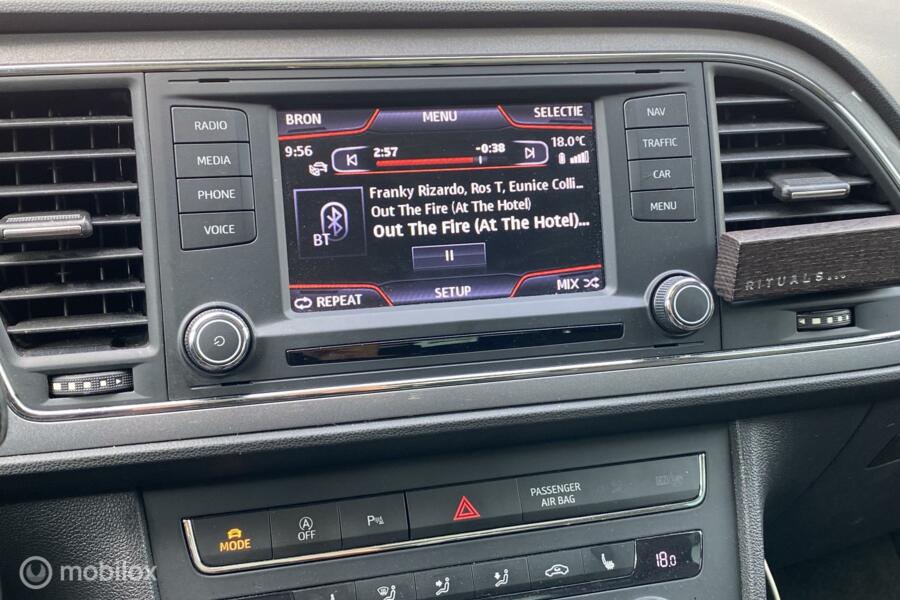 BRON MENU SELECTIE
9:56 2:57 -0:38 18.0°C
Franky Rizardo, Ros T, Eunice Colli...
Out The Fire (At The Hotel)
Out The Fire (At The Hotel)...
BT
REPEAT SETUP MIX
RADIO
MEDIA
PHONE
VOICE
NAV
TRAFFIC
CAR
MENU
RITUALS...
MODE
A
OFF
P
PASSENGER
AIR BAG
18.0
mobilox